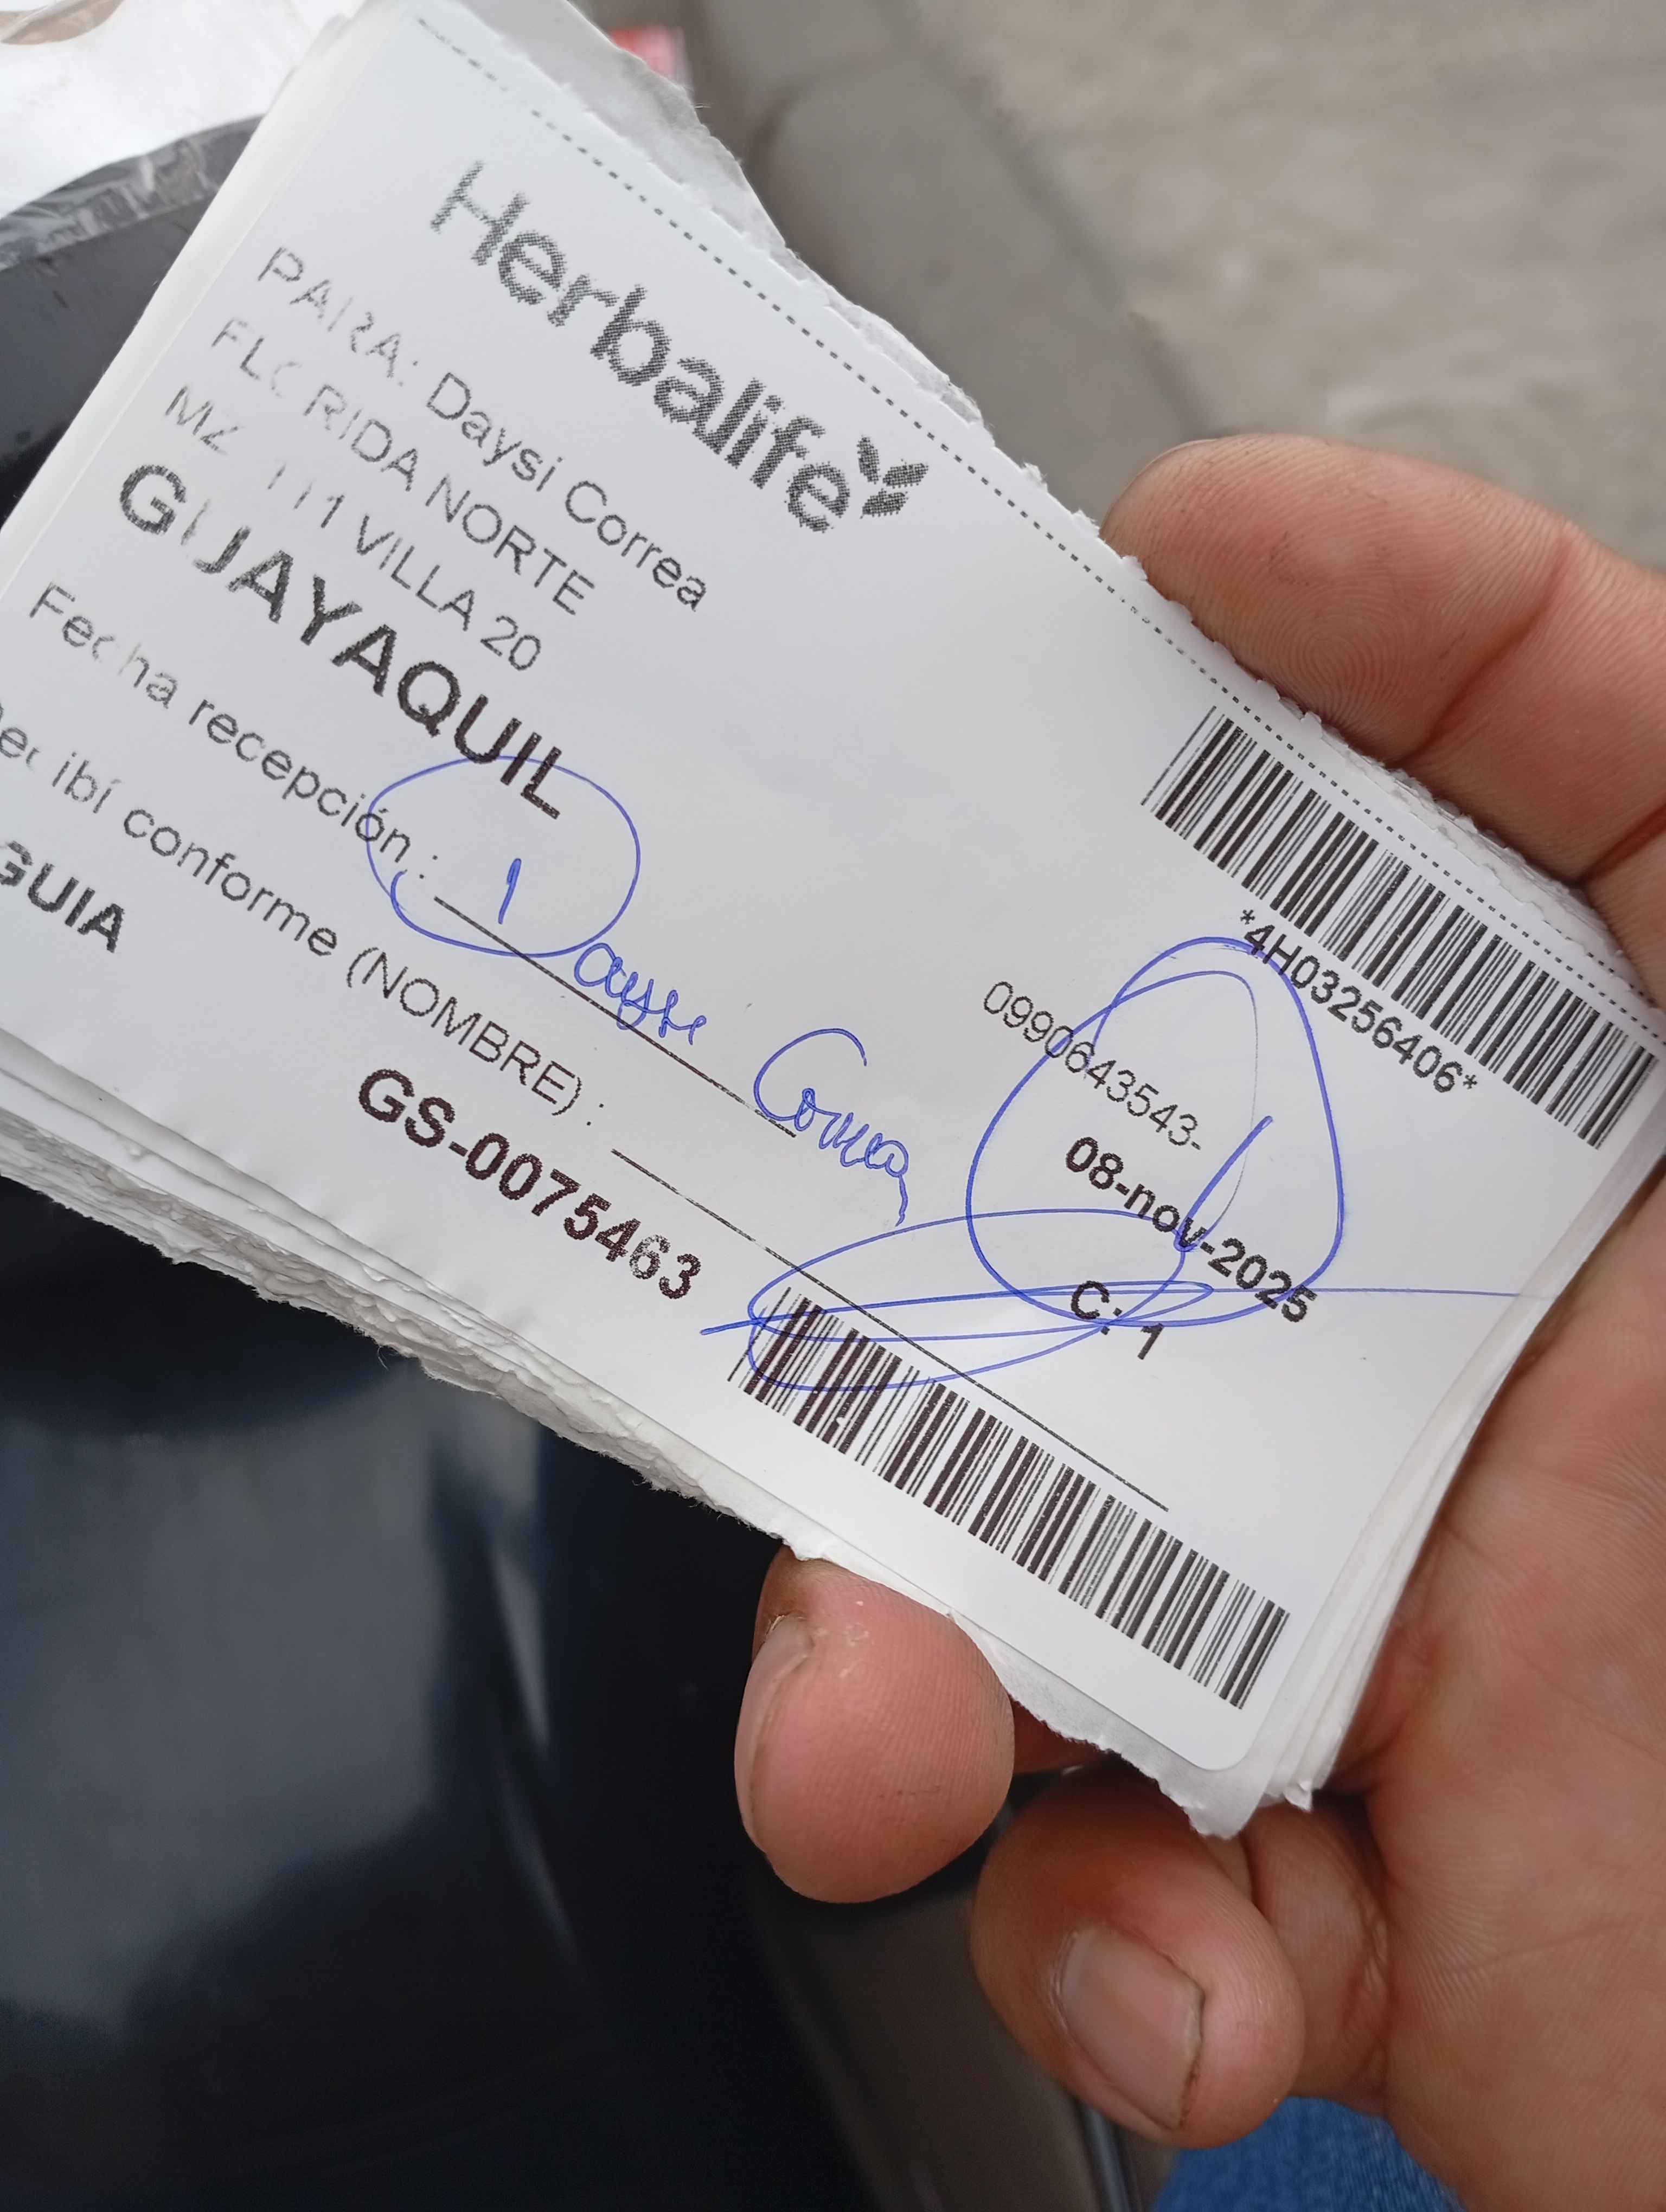 Herbalife
PARA: Daysi Correa
FLORIDA NORTE
MZ 111 VILLA 20
GUAYAQUIL
*4H03256406*
0990643543-
08-nov-2025
C: 1
Fecha recepción :
Daysi Correa
Recibí conforme (NOMBRE) :
GUIA
GS-0075463